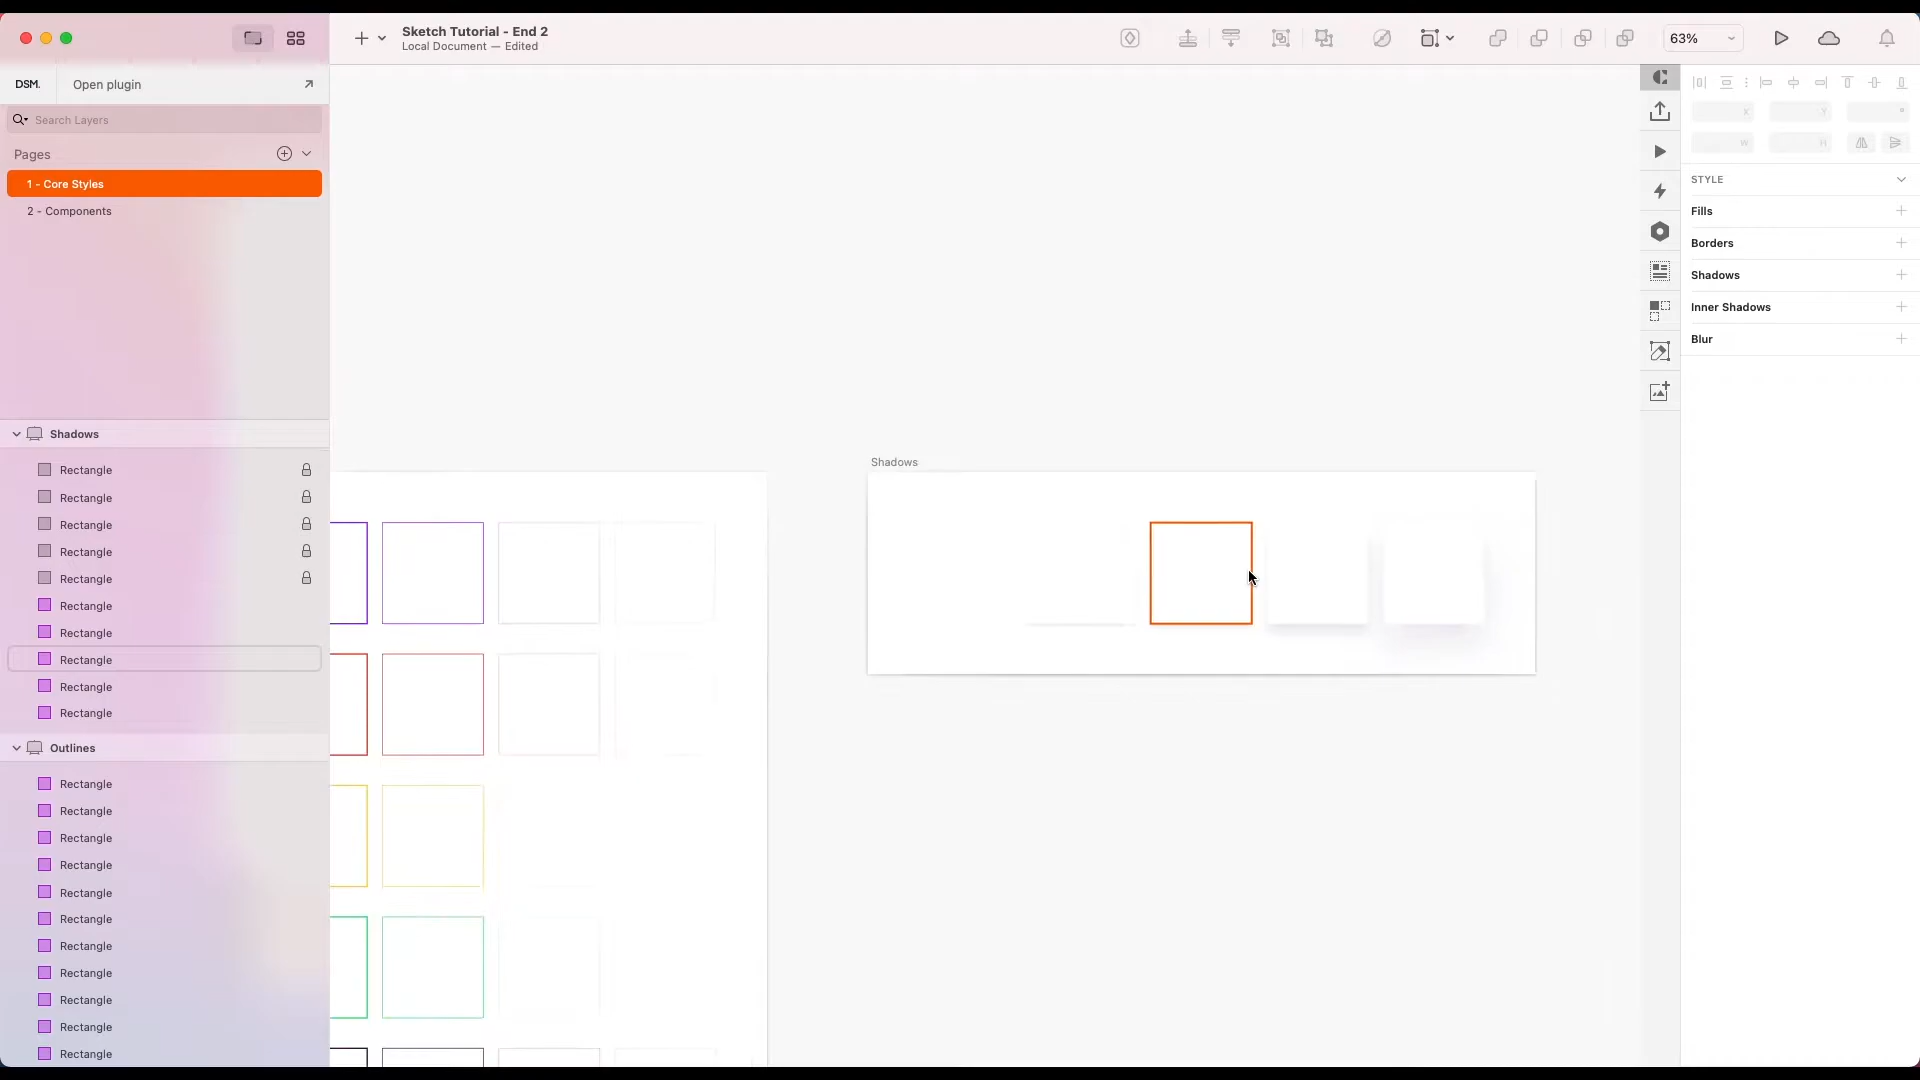 Sketch Tutorial - End 2
Local Document — Edited
63%
DSM.
Open plugin
Search Layers
Pages
1 - Core Styles
2 - Components
Shadows
Rectangle
Rectangle
Rectangle
Rectangle
Rectangle
Rectangle
Rectangle
Rectangle
Rectangle
Rectangle
Outlines
Rectangle
Rectangle
Rectangle
Rectangle
Rectangle
Rectangle
Rectangle
Rectangle
Rectangle
Rectangle
Rectangle
Shadows
X
Y
°
W
H
STYLE
Fills
Borders
Shadows
Inner Shadows
Blur